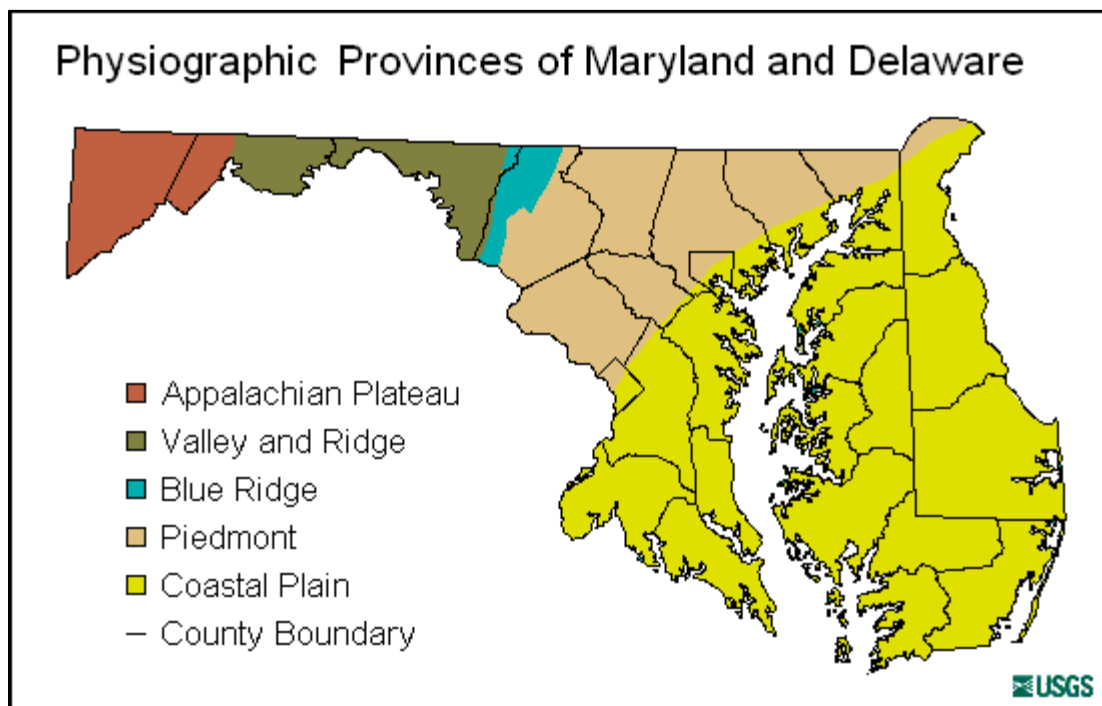 Physiographic Provinces of Maryland and Delaware
Appalachian Plateau
Valley and Ridge
Blue Ridge
Piedmont
Coastal Plain
County Boundary
USGS